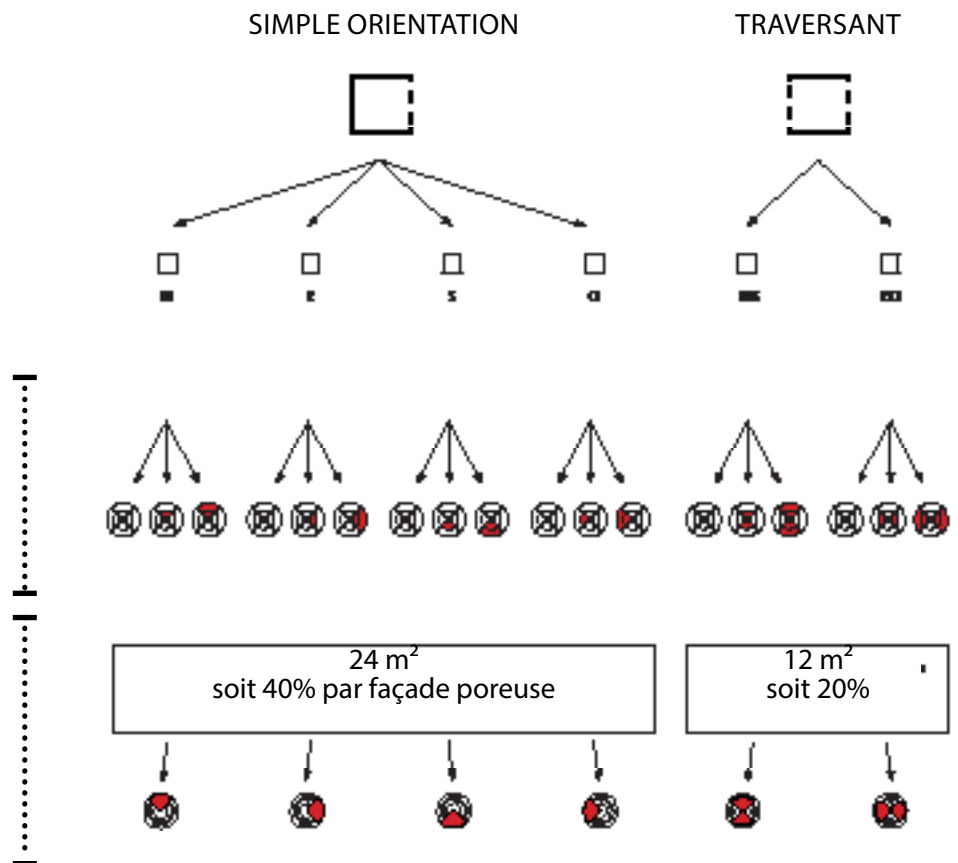 SIMPLE ORIENTATION
TRAVERSANT
E
S
24 m²
soit 40% par façade poreuse
12 m²
soit 20%